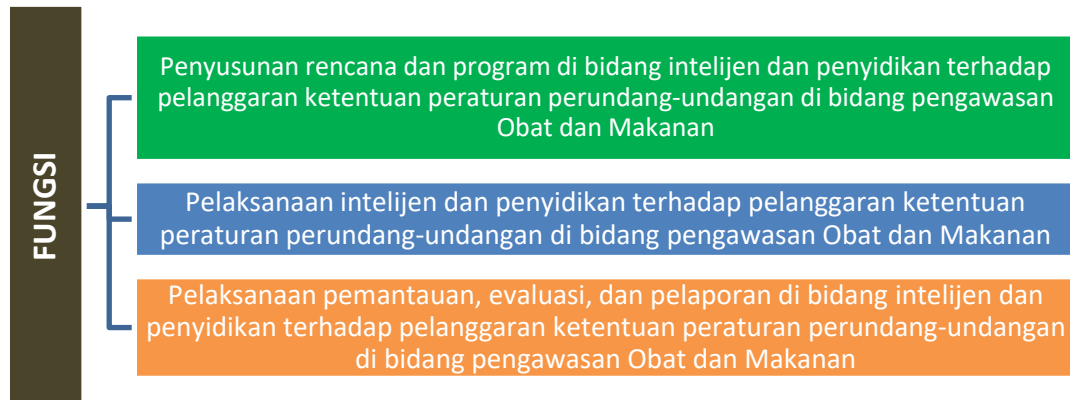 FUNGSI
Penyusunan rencana dan program di bidang intelijen dan penyidikan terhadap
pelanggaran ketentuan peraturan perundang-undangan di bidang pengawasan
Obat dan Makanan
Pelaksanaan intelijen dan penyidikan terhadap pelanggaran ketentuan
peraturan perundang-undangan di bidang pengawasan Obat dan Makanan
Pelaksanaan pemantauan, evaluasi, dan pelaporan di bidang intelijen dan
penyidikan terhadap pelanggaran ketentuan peraturan perundang-undangan
di bidang pengawasan Obat dan Makanan